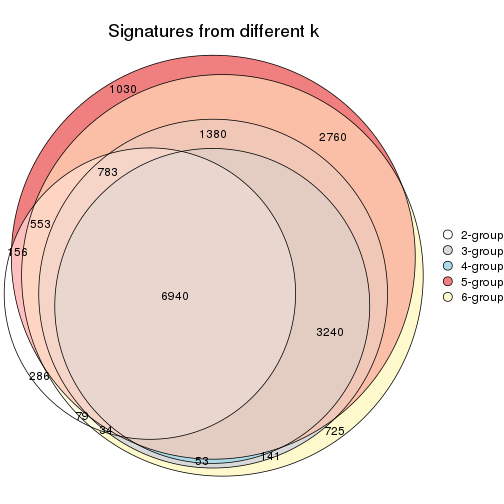 Signatures from different k
1030
1380
2760
783
553
156
6940
3240
286
79
34
53
141
725
2-group
3-group
4-group
5-group
6-group